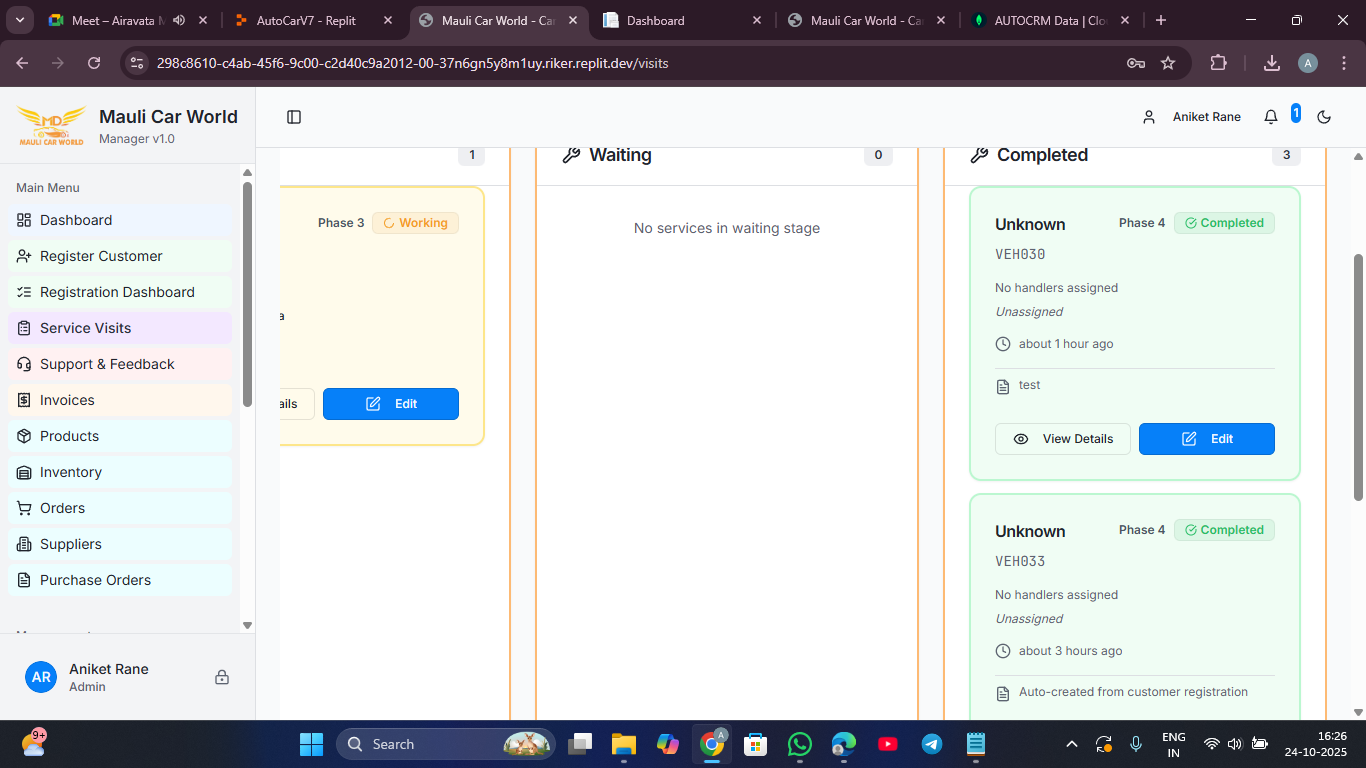 Meet – Airavata M
AutoCarV7 - Replit
Mauli Car World - Ca
Dashboard
Mauli Car World - Ca
AUTOCRM Data | Clo
298c8610-c4ab-45f6-9c00-c2d40c9a2012-00-37n6gn5y8m1uy.riker.replit.dev/visits
A
MD
MAULI CAR WORLD
Mauli Car World
Manager v1.0
Aniket Rane
1
Main Menu
Dashboard
Register Customer
Registration Dashboard
Service Visits
Support & Feedback
Invoices
Products
Inventory
Orders
Suppliers
Purchase Orders
AR
Aniket Rane
Admin
1
Phase 3
Working
a
ails
Edit
Waiting
0
No services in waiting stage
Completed
3
Unknown
Phase 4
Completed
VEH030
No handlers assigned
Unassigned
about 1 hour ago
test
View Details
Edit
Unknown
Phase 4
Completed
VEH033
No handlers assigned
Unassigned
about 3 hours ago
Auto-created from customer registration
9+
Search
A
ENG
IN
16:26
24-10-2025